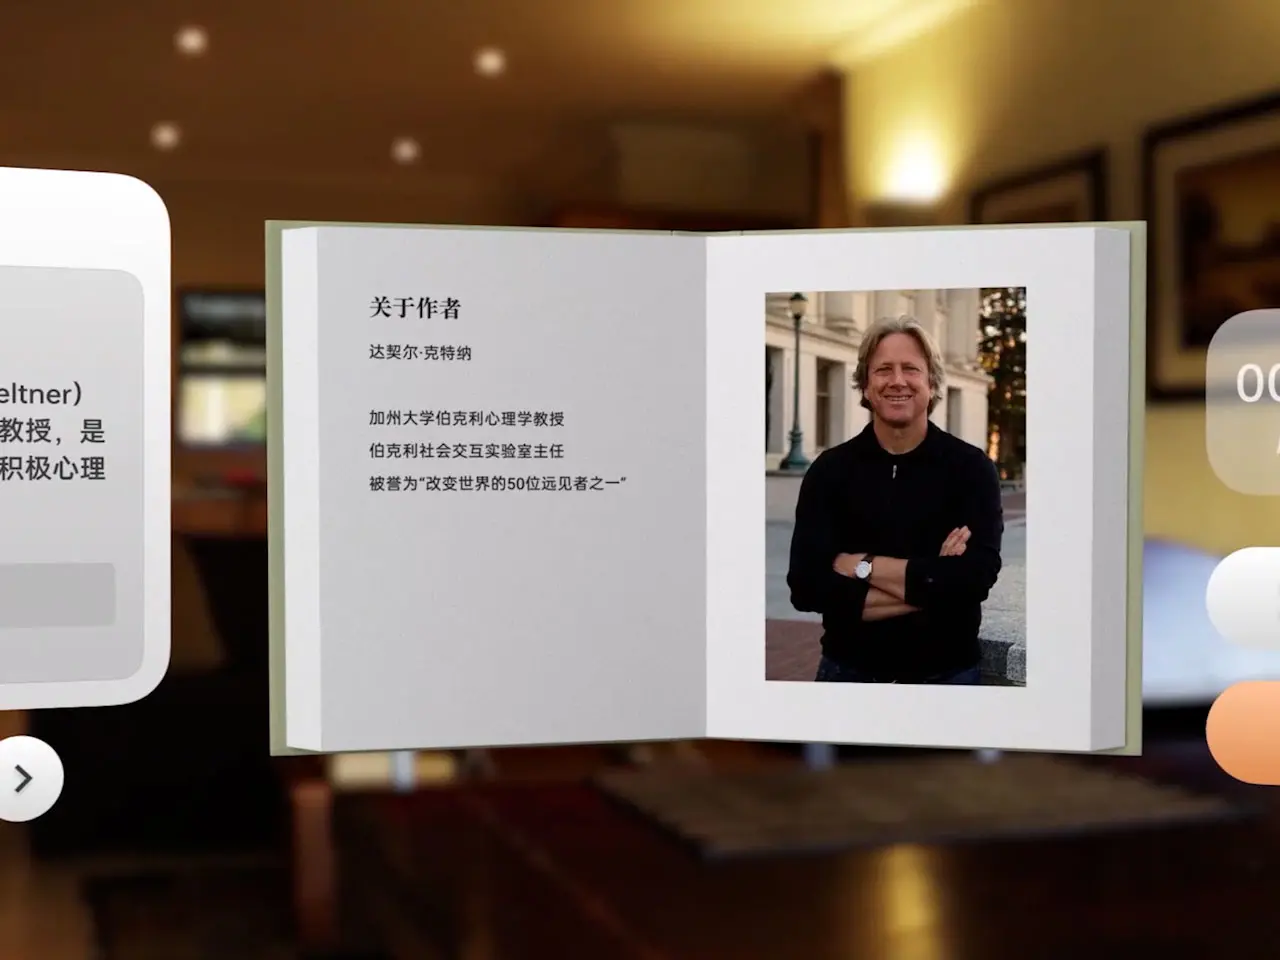 eltner)
教授，是
积极心理
关于作者
达契尔·克特纳
加州大学伯克利心理学教授
伯克利社会交互实验室主任
被誉为“改变世界的50位远见者之一”
00